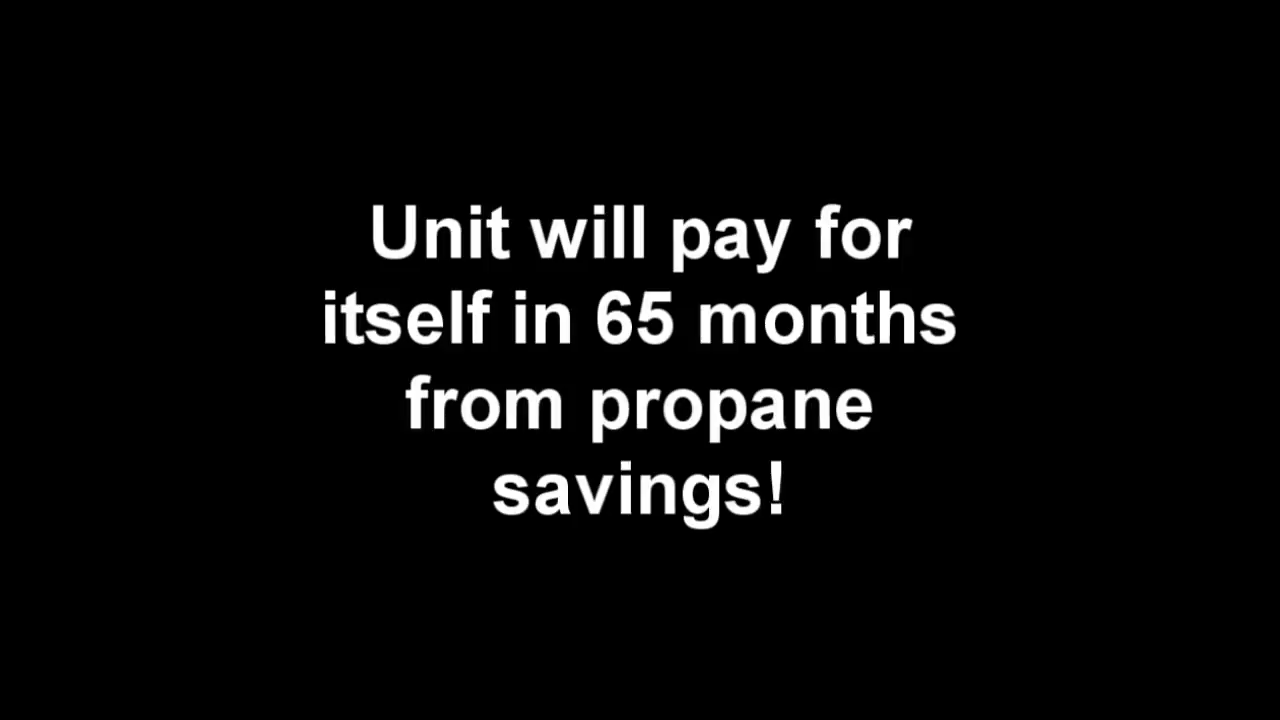 Unit will pay for
itself in 65 months
from propane
savings!